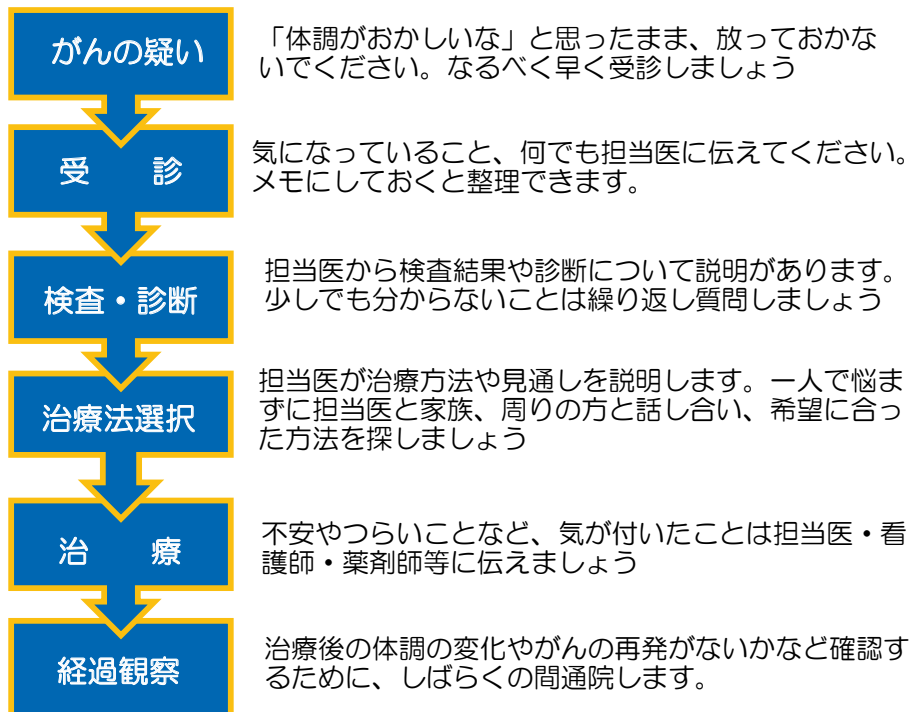 がんの疑い
「体調がおかしいな」と思ったまま、放っておかな
いでください。なるべく早く受診しましょう
受　診
気になっていること、何でも担当医に伝えてください。
メモにしておくと整理できます。
検査・診断
担当医から検査結果や診断について説明があります。
少しでも分からないことは繰り返し質問しましょう
治療法選択
担当医が治療方法や見通しを説明します。一人で悩ま
ずに担当医と家族、周りの方と話し合い、希望に合っ
た方法を探しましょう
治　療
不安やつらいことなど、気が付いたことは担当医・看
護師・薬剤師等に伝えましょう
経過観察
治療後の体調の変化やがんの再発がないかなど確認す
るために、しばらくの間通院します。